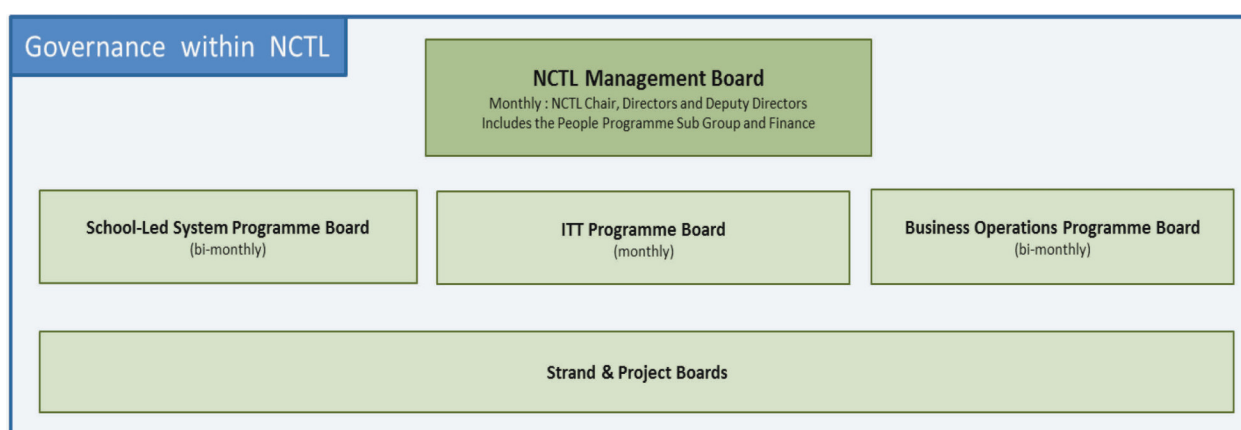 Governance within NCTL
NCTL Management Board
Monthly : NCTL Chair, Directors and Deputy Directors
Includes the People Programme Sub Group and Finance
School-Led System Programme Board
(bi-monthly)
ITT Programme Board
(monthly)
Business Operations Programme Board
(bi-monthly)
Strand & Project Boards